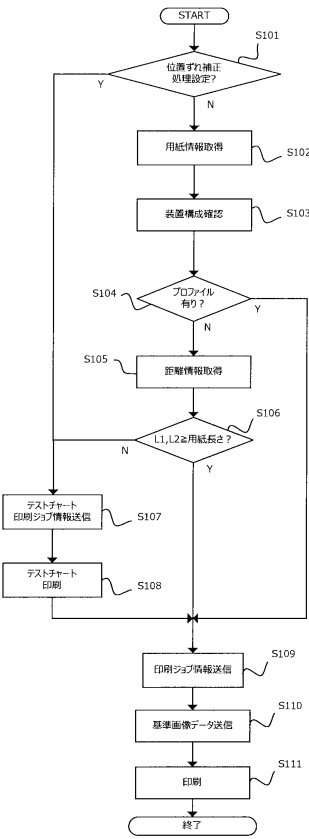 START
位置ずれ補正
処理設定?
S101
Y
N
用紙情報取得
S102
装置構成確認
S103
プロファイル
有り?
S104
Y
N
距離情報取得
S105
L1,L2≧用紙長さ?
S106
N
Y
テストチャート
印刷ジョブ情報送信
S107
テストチャート
印刷
S108
印刷ジョブ情報送信
S109
基準画像データ送信
S110
印刷
S111
終了